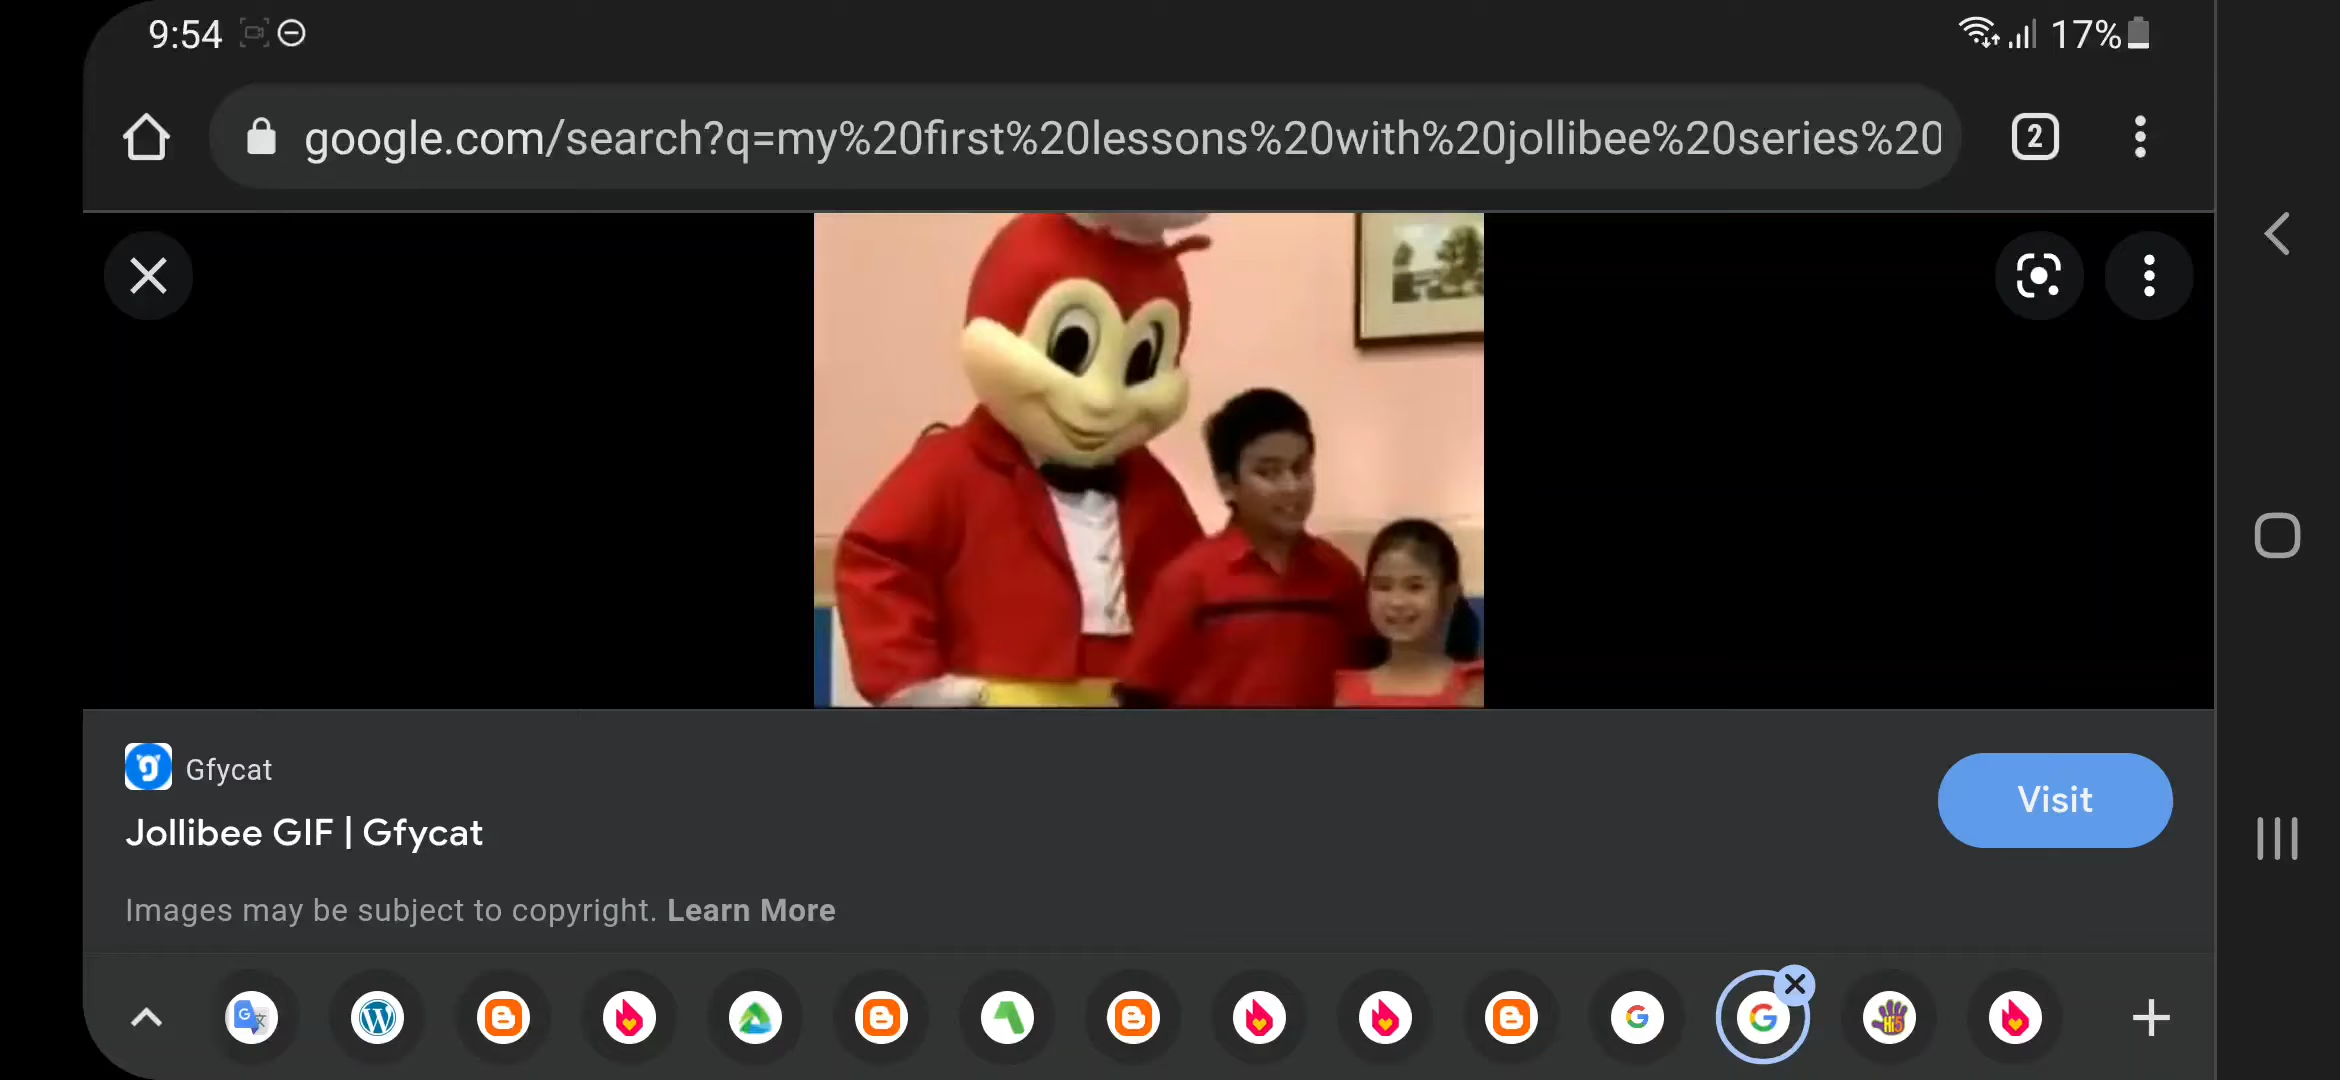 9:54
17%
google.com/search?q=my%20first%20lessons%20with%20jollibee%20series%20
2
Gfycat
Visit
Jollibee GIF | Gfycat
Images may be subject to copyright. Learn More
Hi5